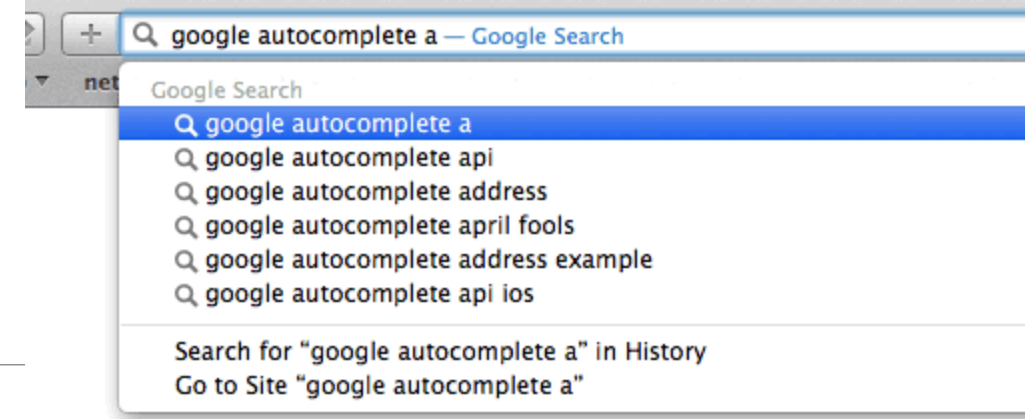 google autocomplete a — Google Search
net
Google Search
google autocomplete a
google autocomplete api
google autocomplete address
google autocomplete april fools
google autocomplete address example
google autocomplete api ios
Search for “google autocomplete a” in History
Go to Site “google autocomplete a”